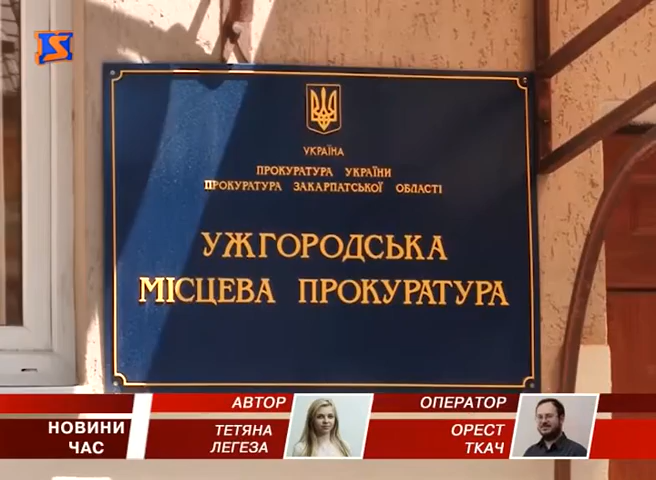 УКРАЇНА
ПРОКУРАТУРА УКРАЇНИ
ПРОКУРАТУРА ЗАКАРПАТСЬКОЇ ОБЛАСТІ
УЖГОРОДСЬКА
МІСЦЕВА ПРОКУРАТУРА
НОВИНИ
ЧАС
АВТОР
ТЕТЯНА
ЛЕГЕЗА
ОПЕРАТОР
ОРЕСТ
ТКАЧ